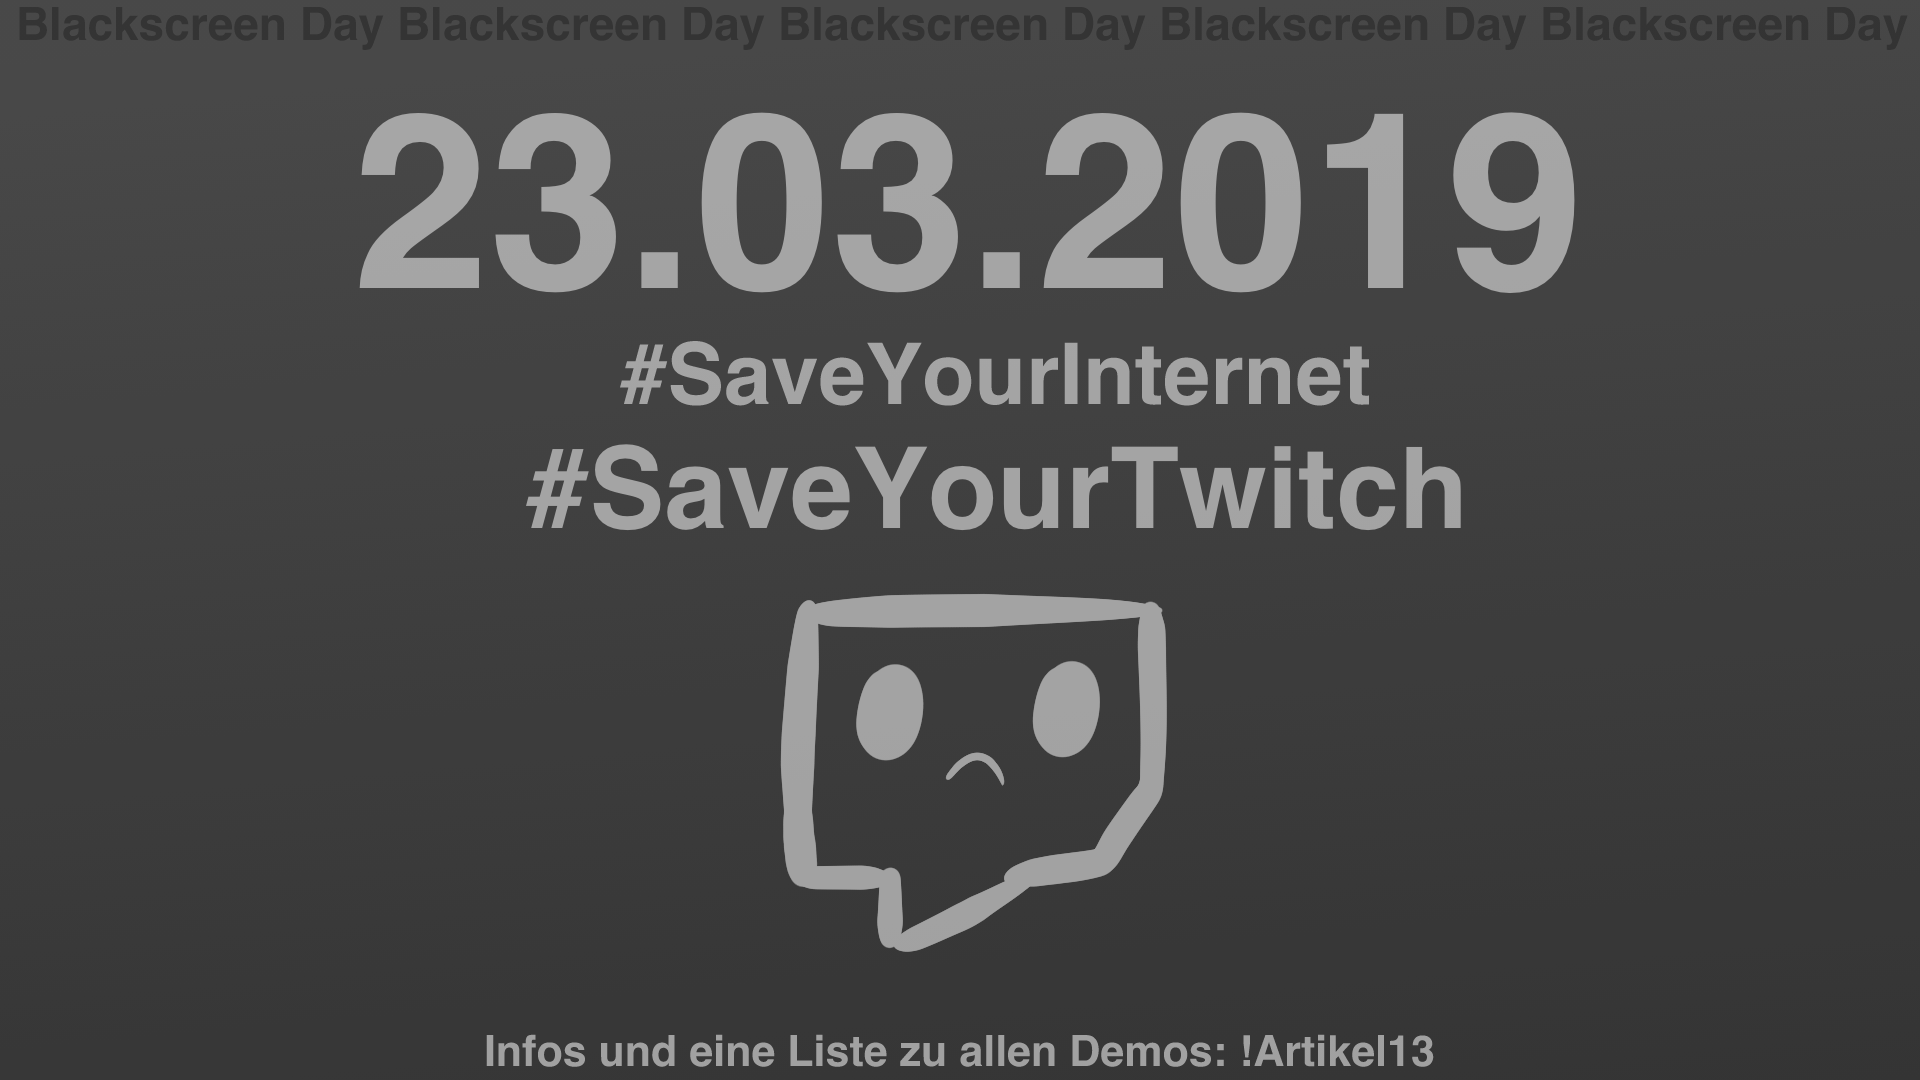 Blackscreen Day Blackscreen Day Blackscreen Day Blackscreen Day Blackscreen Day
23.03.2019
#SaveYourInternet
#SaveYourTwitch
Infos und eine Liste zu allen Demos: !Artikel13